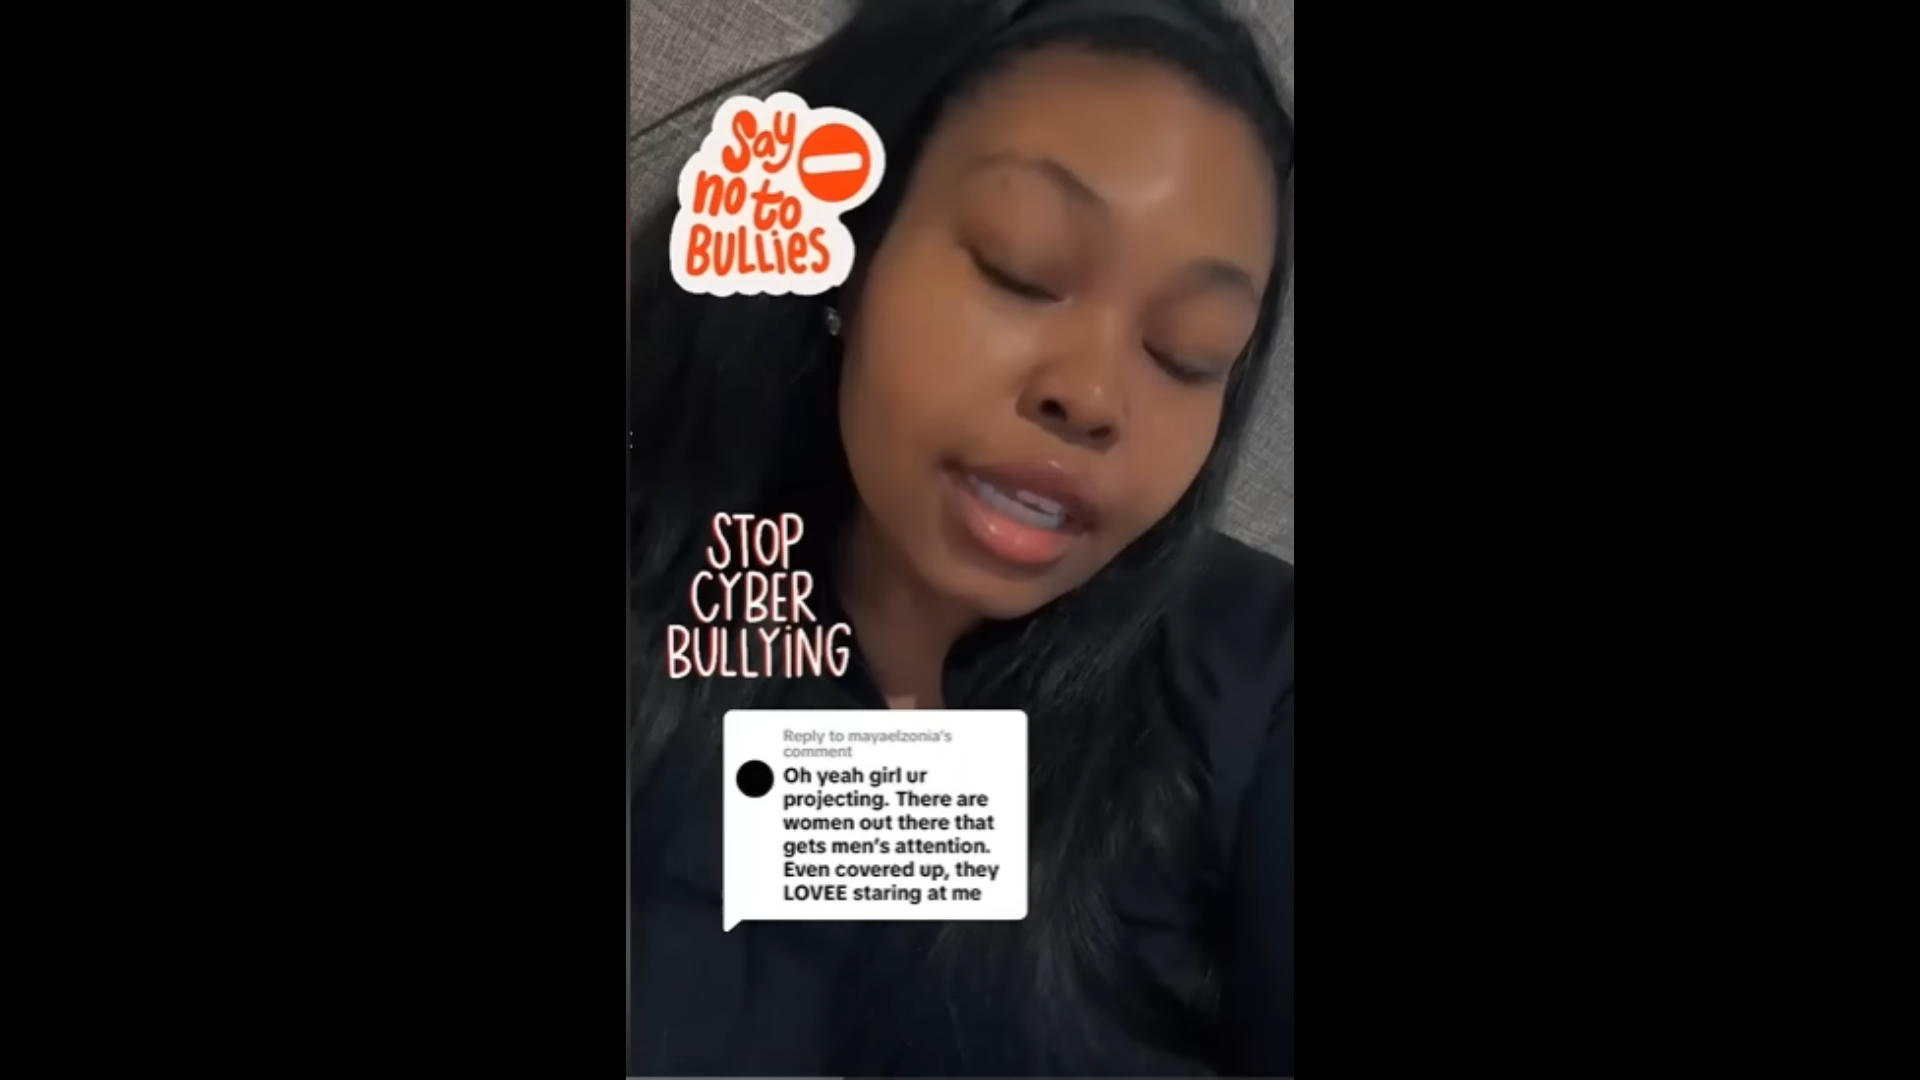 Say
no to
BULLies
STOP
CYBER
BULLYiNG
Reply to mayaelzonia's
comment
Oh yeah girl ur
projecting. There are
women out there that
gets men's attention.
Even covered up, they
LOVEE staring at me